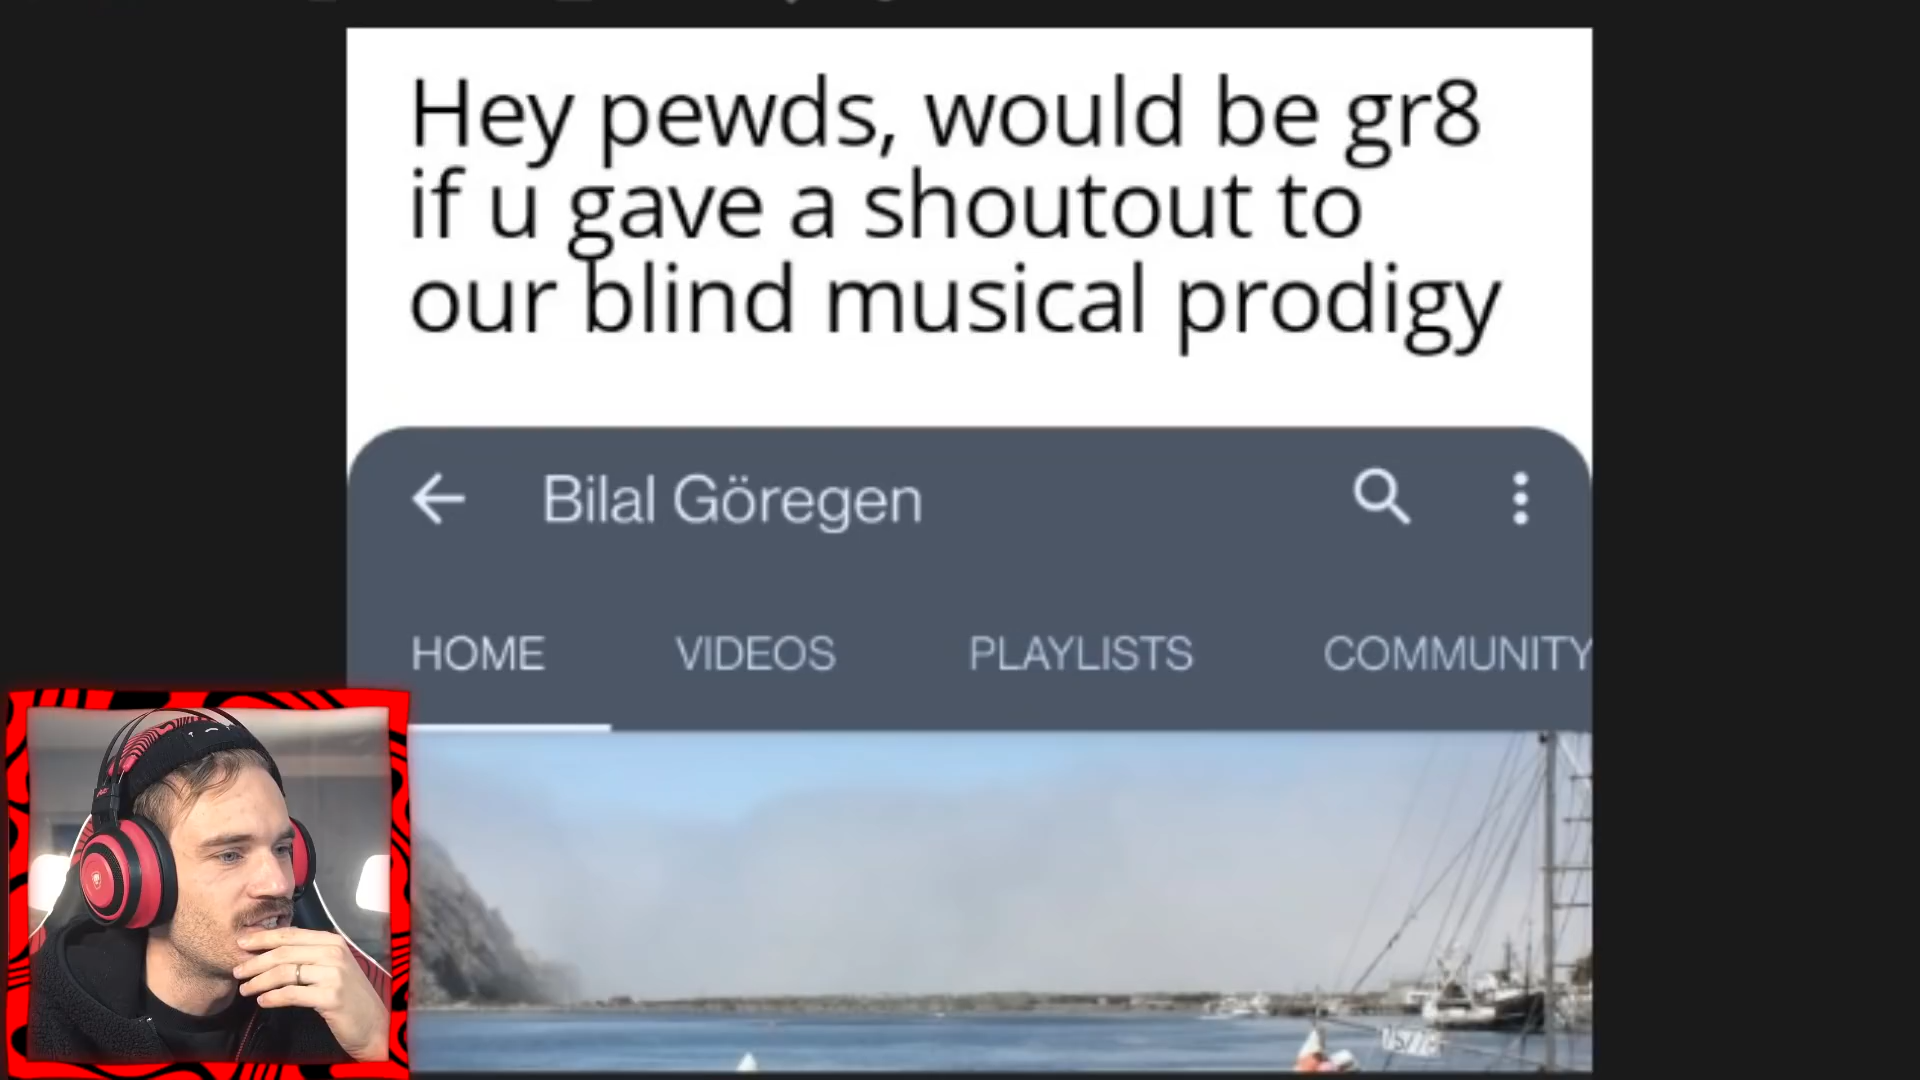 Hey pewds, would be gr8
if u gave a shoutout to
our blind musical prodigy
Bilal Göregen
HOME VIDEOS PLAYLISTS COMMUNITY